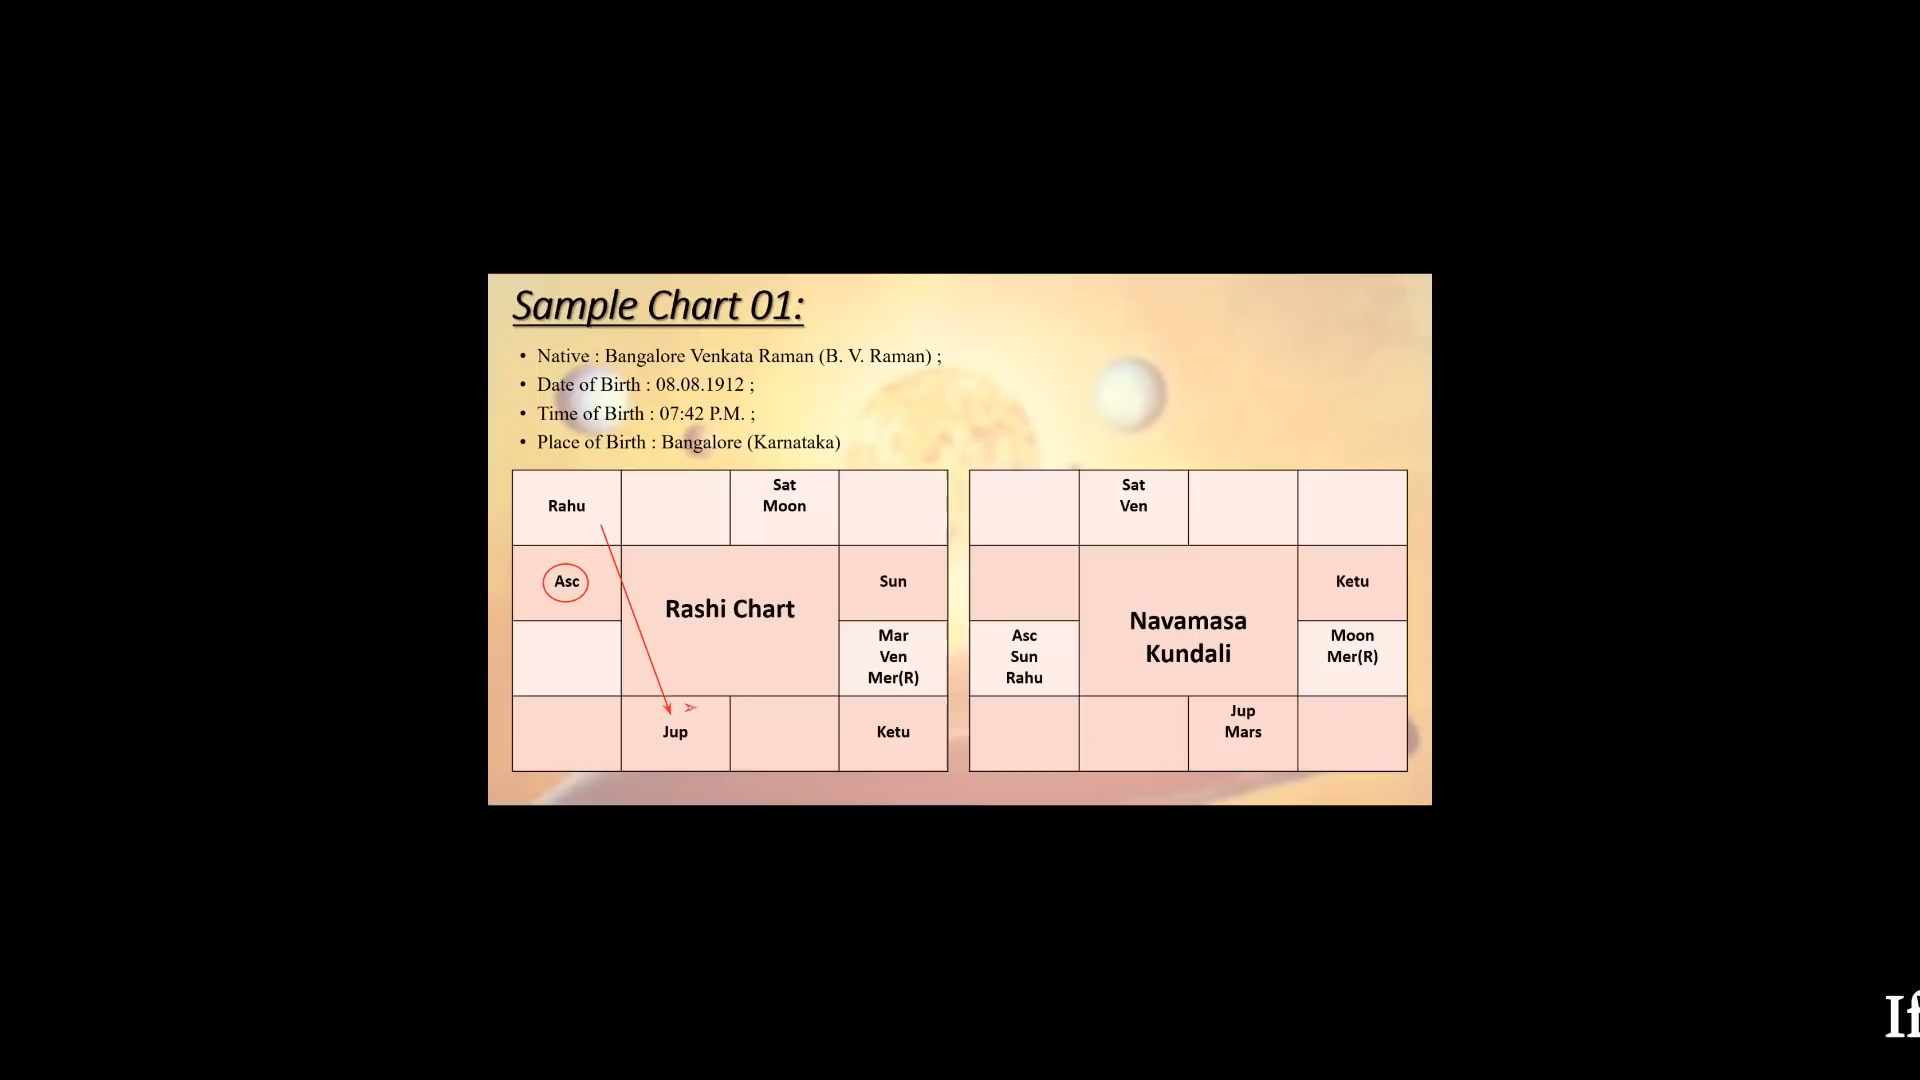 Sample Chart 01:
• Native : Bangalore Venkata Raman (B. V. Raman) ;
• Date of Birth : 08.08.1912 ;
• Time of Birth : 07:42 P.M. ;
• Place of Birth : Bangalore (Karnataka)
Rahu
Sat
Moon
Asc
Rashi Chart
Sun
Mar
Ven
Mer(R)
Jup
Ketu
Sat
Ven
Navamasa
Kundali
Ketu
Asc
Sun
Rahu
Moon
Mer(R)
Jup
Mars
If